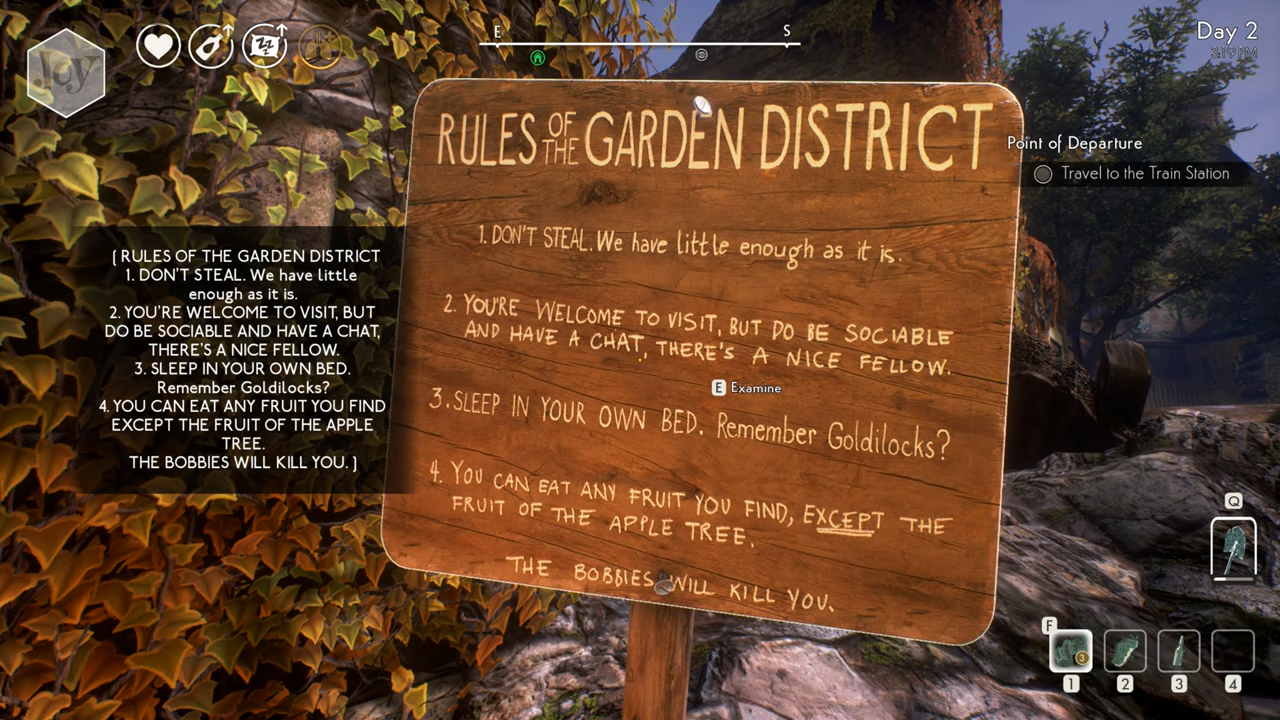 Joy
E
S
Day 2
3:19 PM
RULES OF THE GARDEN DISTRICT
Point of Departure
Travel to the Train Station
1. DON'T STEAL. We have little enough as it is.
2. YOU'RE WELCOME TO VISIT, BUT DO BE SOCIABLE
AND HAVE A CHAT, THERE'S A NICE FELLOW.
E Examine
3. SLEEP IN YOUR OWN BED. Remember Goldilocks?
4. YOU CAN EAT ANY FRUIT YOU FIND, EXCEPT THE
FRUIT OF THE APPLE TREE.
THE BOBBIES WILL KILL YOU.
[ RULES OF THE GARDEN DISTRICT
1. DON'T STEAL. We have little
enough as it is.
2. YOU'RE WELCOME TO VISIT, BUT
DO BE SOCIABLE AND HAVE A CHAT,
THERE'S A NICE FELLOW.
3. SLEEP IN YOUR OWN BED.
Remember Goldilocks?
4. YOU CAN EAT ANY FRUIT YOU FIND
EXCEPT THE FRUIT OF THE APPLE
TREE.
THE BOBBIES WILL KILL YOU. ]
Q
F
3
1
2
3
4